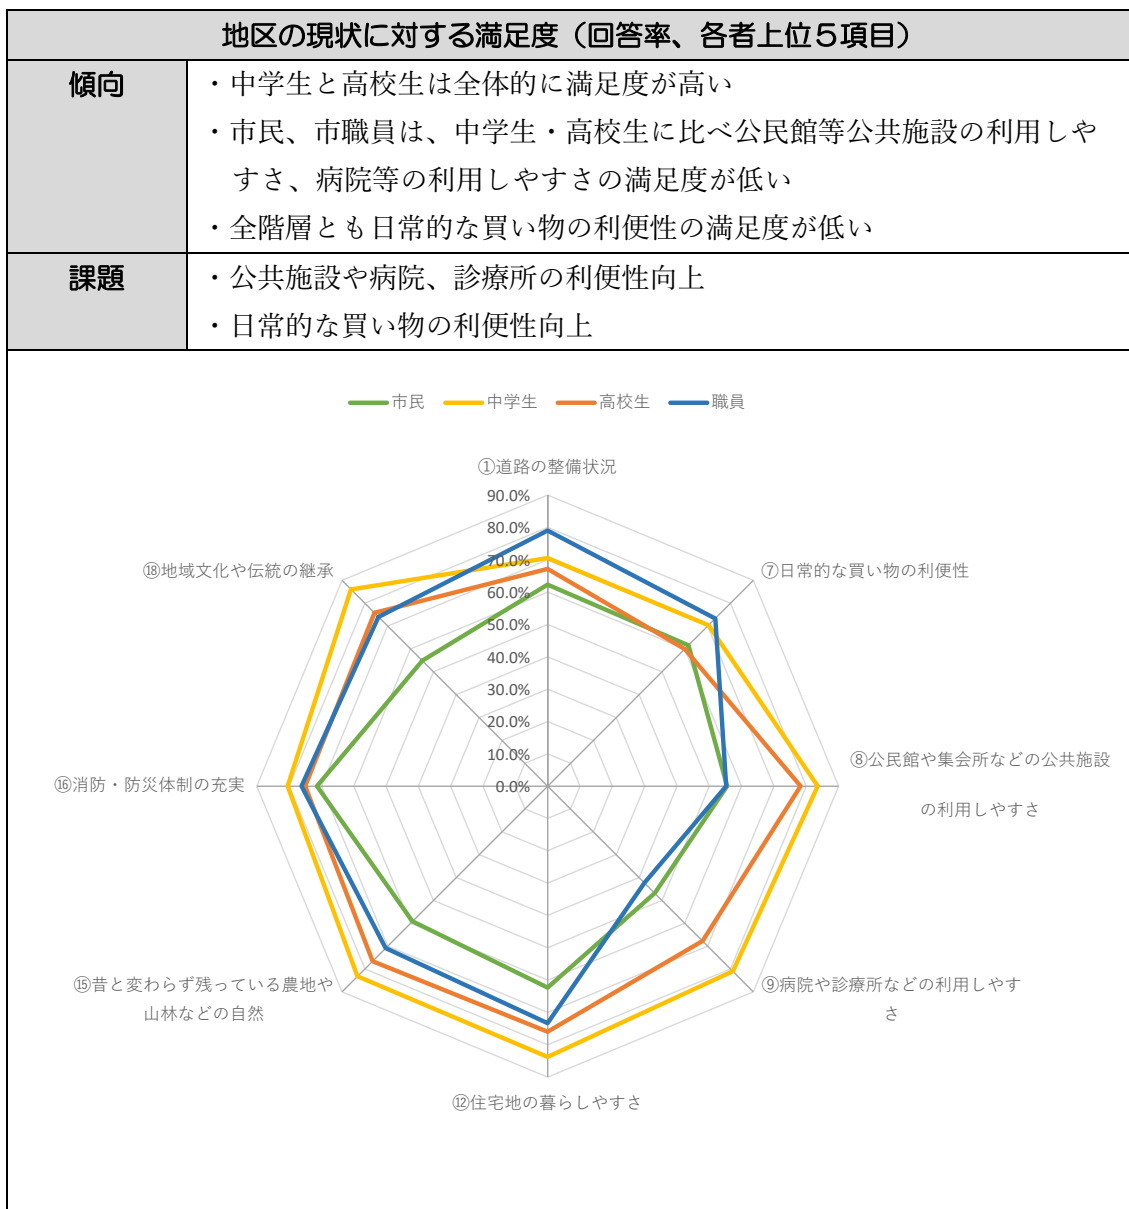 地区の現状に対する満足度（回答率、各者上位５項目）
傾向
・中学生と高校生は全体的に満足度が高い
・市民、市職員は、中学生・高校生に比べ公民館等公共施設の利用しや
すさ、病院等の利用しやすさの満足度が低い
・全階層とも日常的な買い物の利便性の満足度が低い
課題
・公共施設や病院、診療所の利便性向上
・日常的な買い物の利便性向上
市民 中学生 高校生 職員
①道路の整備状況
90.0%
80.0%
70.0%
60.0%
50.0%
40.0%
30.0%
20.0%
10.0%
0.0%
⑦日常的な買い物の利便性
⑧公民館や集会所などの公共施設
の利用しやすさ
⑨病院や診療所などの利用しやす
さ
⑫住宅地の暮らしやすさ
⑮昔と変わらず残っている農地や
山林などの自然
⑯消防・防災体制の充実
⑱地域文化や伝統の継承